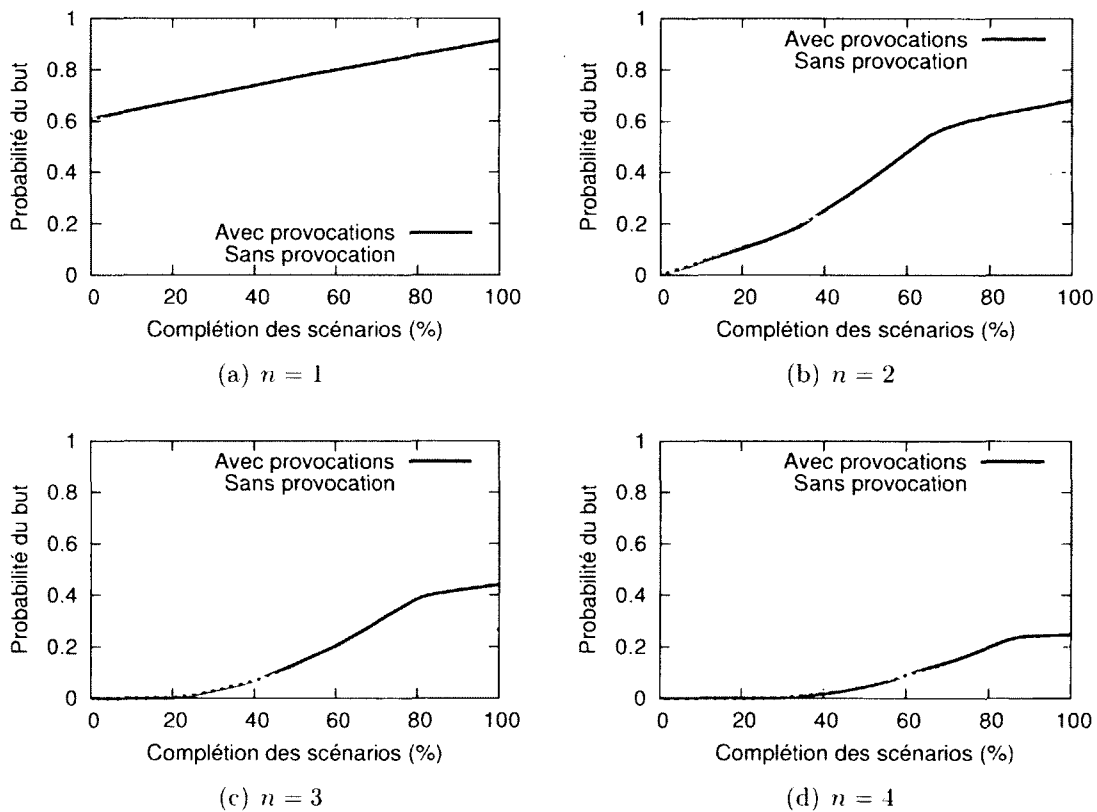 1
0.8
0.6
0.4
0.2
0
Probabilité du but
Avec provocations
Sans provocation
0 20 40 60 80 100
Complétion des scénarios (%)
(a) n = 1
1
0.8
0.6
0.4
0.2
0
Probabilité du but
Avec provocations
Sans provocation
0 20 40 60 80 100
Complétion des scénarios (%)
(b) n = 2
1
0.8
0.6
0.4
0.2
0
Probabilité du but
Avec provocations
Sans provocation
0 20 40 60 80 100
Complétion des scénarios (%)
(c) n = 3
1
0.8
0.6
0.4
0.2
0
Probabilité du but
Avec provocations
Sans provocation
0 20 40 60 80 100
Complétion des scénarios (%)
(d) n = 4